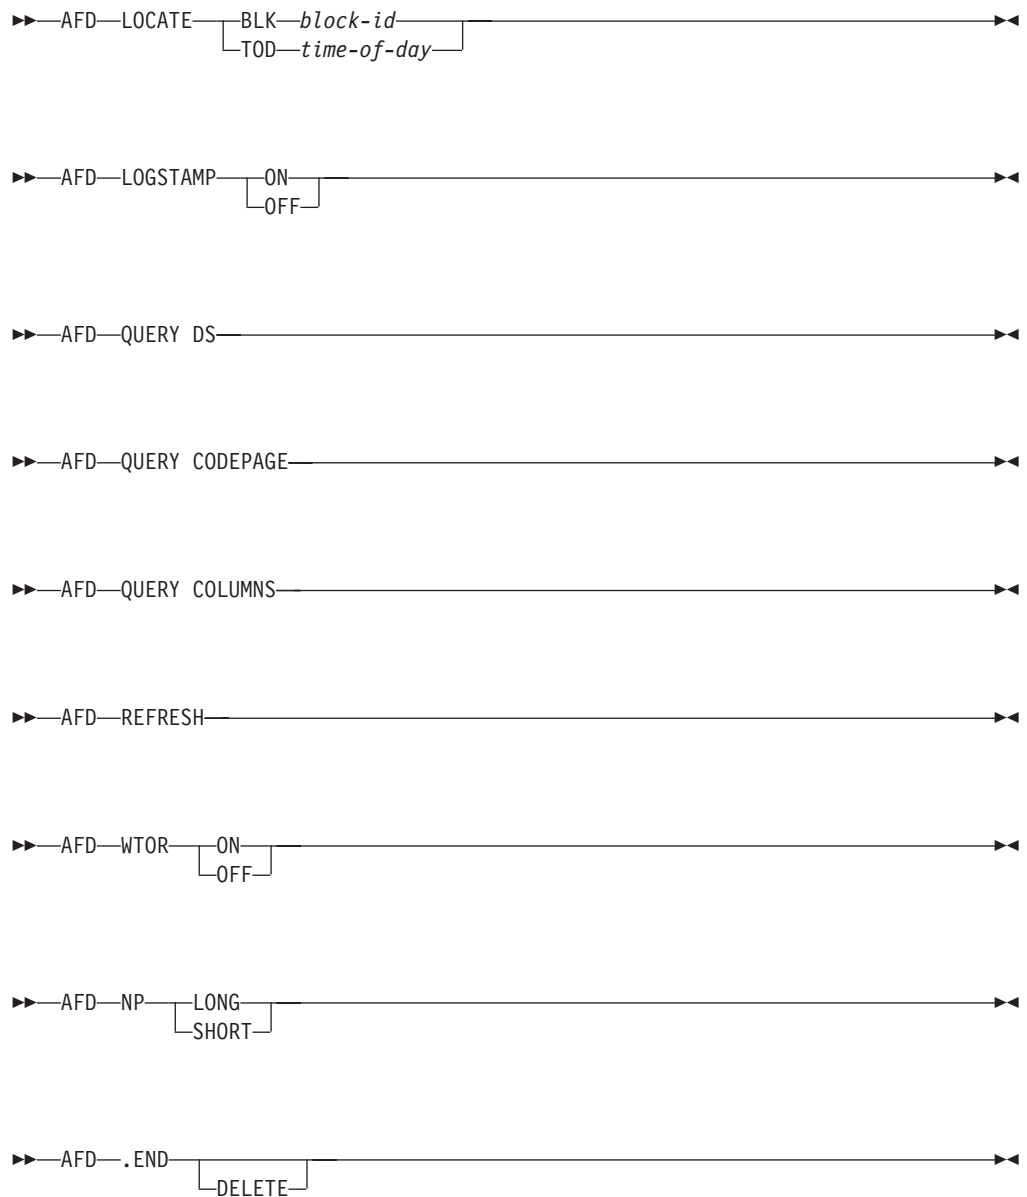 AFD LOCATE BLK block-id
TOD time-of-day
AFD LOGSTAMP ON
OFF
AFD QUERY DS
AFD QUERY CODEPAGE
AFD QUERY COLUMNS
AFD REFRESH
AFD WTOR ON
OFF
AFD NP LONG
SHORT
AFD .END
DELETE